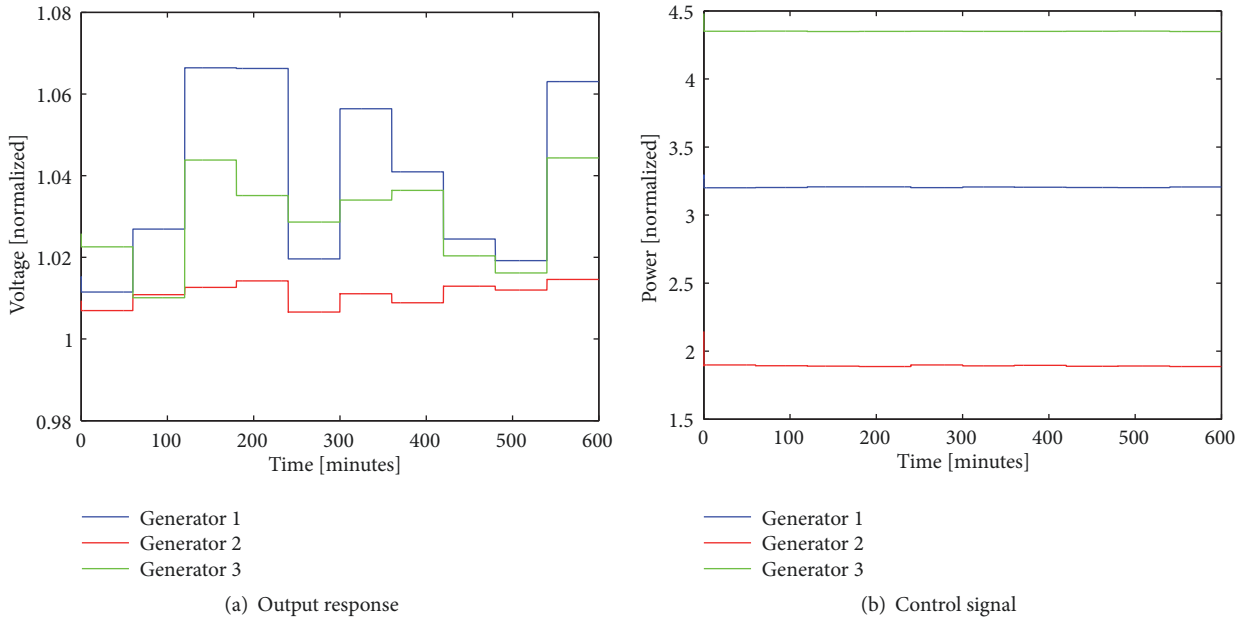 1.08
1.06
1.04
1.02
1
0.98
Voltage [normalized]
0 100 200 300 400 500 600
Time [minutes]
Generator 1
Generator 2
Generator 3
(a) Output response
4.5
4
3.5
3
2.5
2
1.5
Power [normalized]
0 100 200 300 400 500 600
Time [minutes]
Generator 1
Generator 2
Generator 3
(b) Control signal